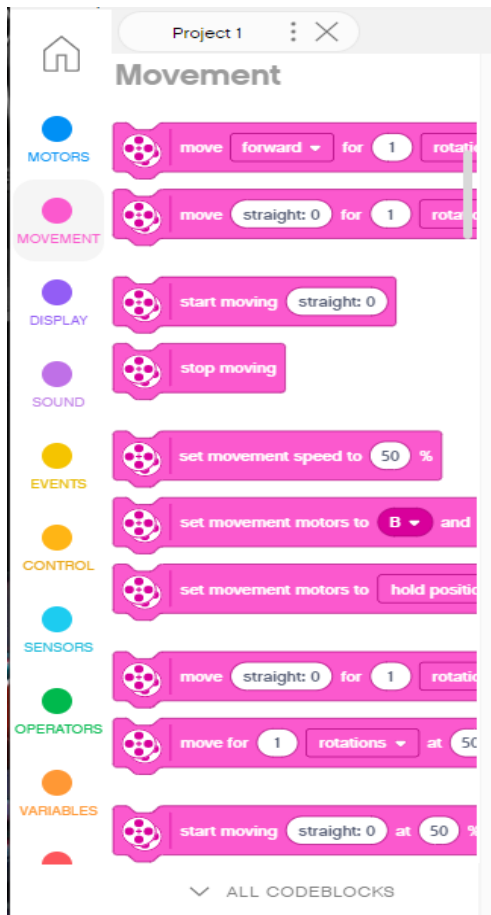 Project 1
Movement
MOTORS
MOVEMENT
DISPLAY
SOUND
EVENTS
CONTROL
SENSORS
OPERATORS
VARIABLES
move forward for 1
move straight: 0 for 1
start moving straight: 0
stop moving
set movement speed to 50 %
set movement motors to B and
set movement motors to hold
move straight: 0 for 1
move for 1 rotations at 50
start moving straight: 0 at 50 %
ALL CODEBLOCKS